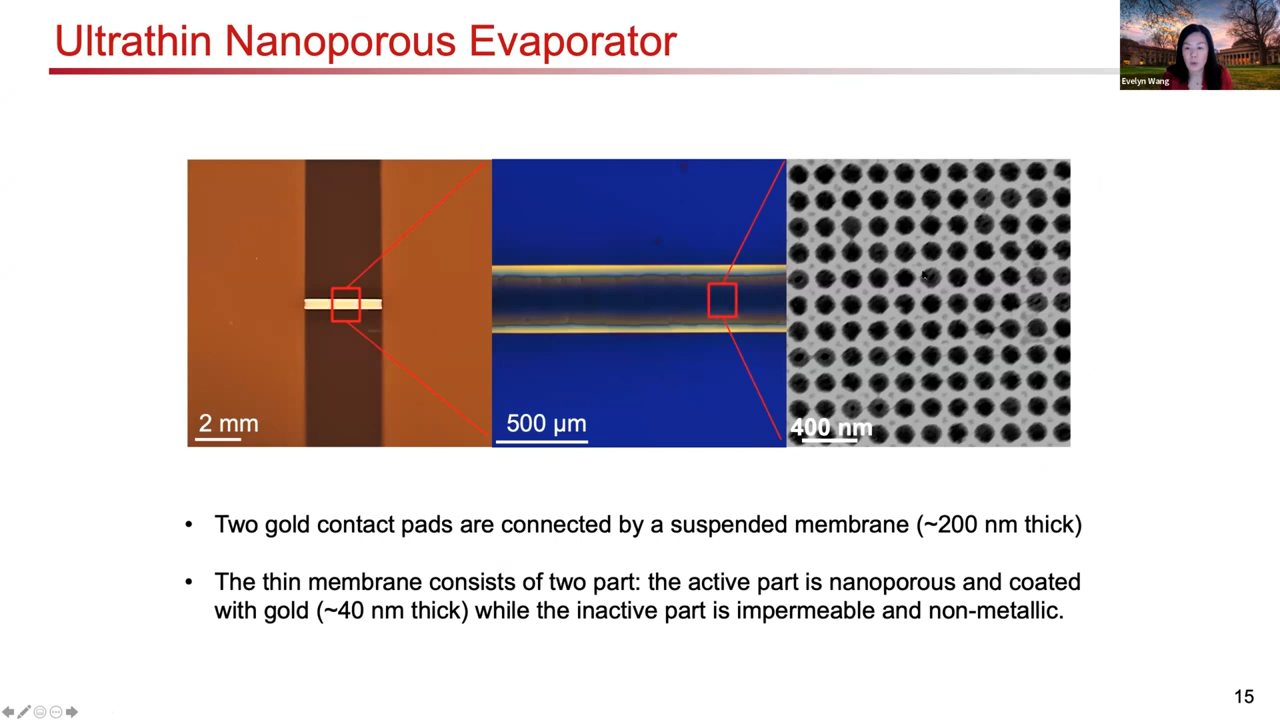 Ultrathin Nanoporous Evaporator
Evelyn Wang
2 mm
500 µm
400 nm
• Two gold contact pads are connected by a suspended membrane (~200 nm thick)
• The thin membrane consists of two part: the active part is nanoporous and coated
with gold (~40 nm thick) while the inactive part is impermeable and non-metallic.
15